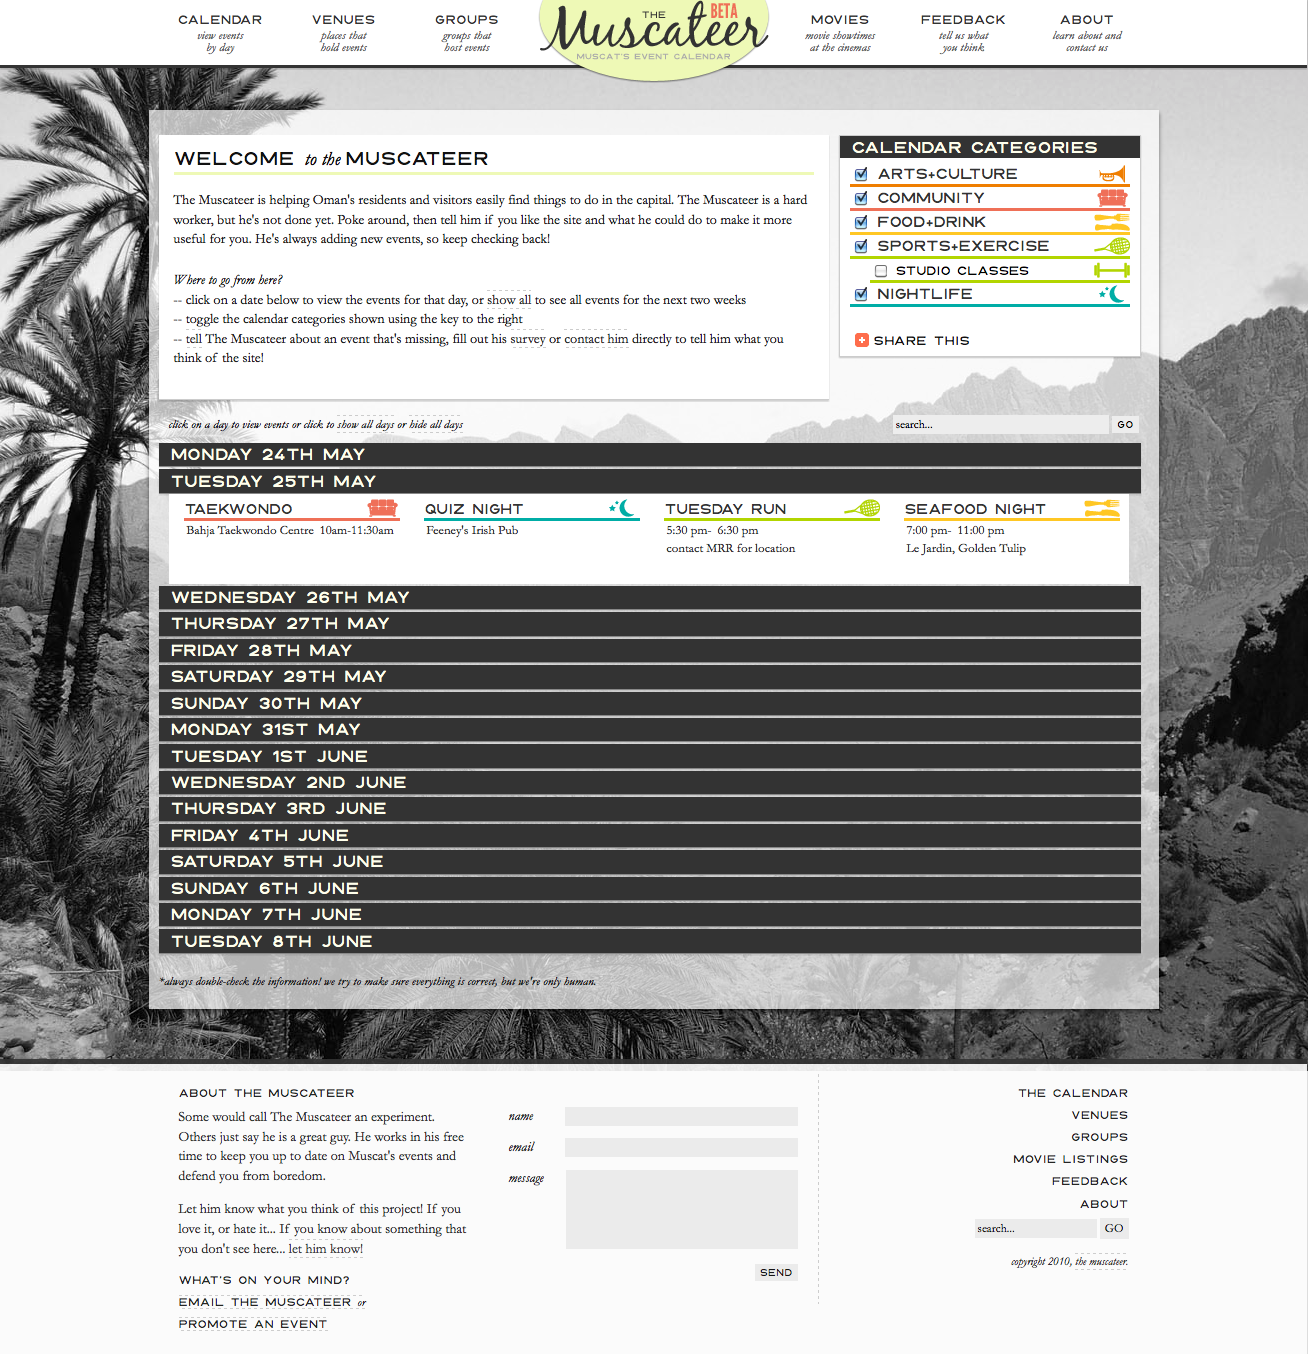 CALENDAR
view events
by day
VENUES
places that
hold events
GROUPS
groups that
host events
THE
BETA
Muscateer
MUSCAT'S EVENT CALENDAR
MOVIES
movie showtimes
at the cinemas
FEEDBACK
tell us what
you think
ABOUT
learn about and
contact us
WELCOME to the MUSCATEER
The Muscateer is helping Oman's residents and visitors easily find things to do in the capital. The Muscateer is a hard
worker, but he's not done yet. Poke around, then tell him if you like the site and what he could do to make it more
useful for you. He's always adding new events, so keep checking back!
Where to go from here?
-- click on a date below to view the events for that day, or show all to see all events for the next two weeks
-- toggle the calendar categories shown using the key to the right
-- tell The Muscateer about an event that's missing, fill out his survey or contact him directly to tell him what you
think of the site!
CALENDAR CATEGORIES
ARTS+CULTURE
COMMUNITY
FOOD+DRINK
SPORTS+EXERCISE
STUDIO CLASSES
NIGHTLIFE
SHARE THIS
click on a day to view events or click to show all days or hide all days
search...
GO
MONDAY 24TH MAY
TUESDAY 25TH MAY
TAEKWONDO
Bahja Taekwondo Centre 10am-11:30am
QUIZ NIGHT
Feeney's Irish Pub
TUESDAY RUN
5:30 pm- 6:30 pm
contact MRR for location
SEAFOOD NIGHT
7:00 pm- 11:00 pm
Le Jardin, Golden Tulip
WEDNESDAY 26TH MAY
THURSDAY 27TH MAY
FRIDAY 28TH MAY
SATURDAY 29TH MAY
SUNDAY 30TH MAY
MONDAY 31ST MAY
TUESDAY 1ST JUNE
WEDNESDAY 2ND JUNE
THURSDAY 3RD JUNE
FRIDAY 4TH JUNE
SATURDAY 5TH JUNE
SUNDAY 6TH JUNE
MONDAY 7TH JUNE
TUESDAY 8TH JUNE
*always double-check the information! we try to make sure everything is correct, but we're only human.
ABOUT THE MUSCATEER
Some would call The Muscateer an experiment.
Others just say he is a great guy. He works in his free
time to keep you up to date on Muscat's events and
defend you from boredom.
Let him know what you think of this project! If you
love it, or hate it... If you know about something that
you don't see here... let him know!
WHAT'S ON YOUR MIND?
EMAIL THE MUSCATEER or
PROMOTE AN EVENT
name
email
message
SEND
THE CALENDAR
VENUES
GROUPS
MOVIE LISTINGS
FEEDBACK
ABOUT
search...
GO
copyright 2010, the muscateer.